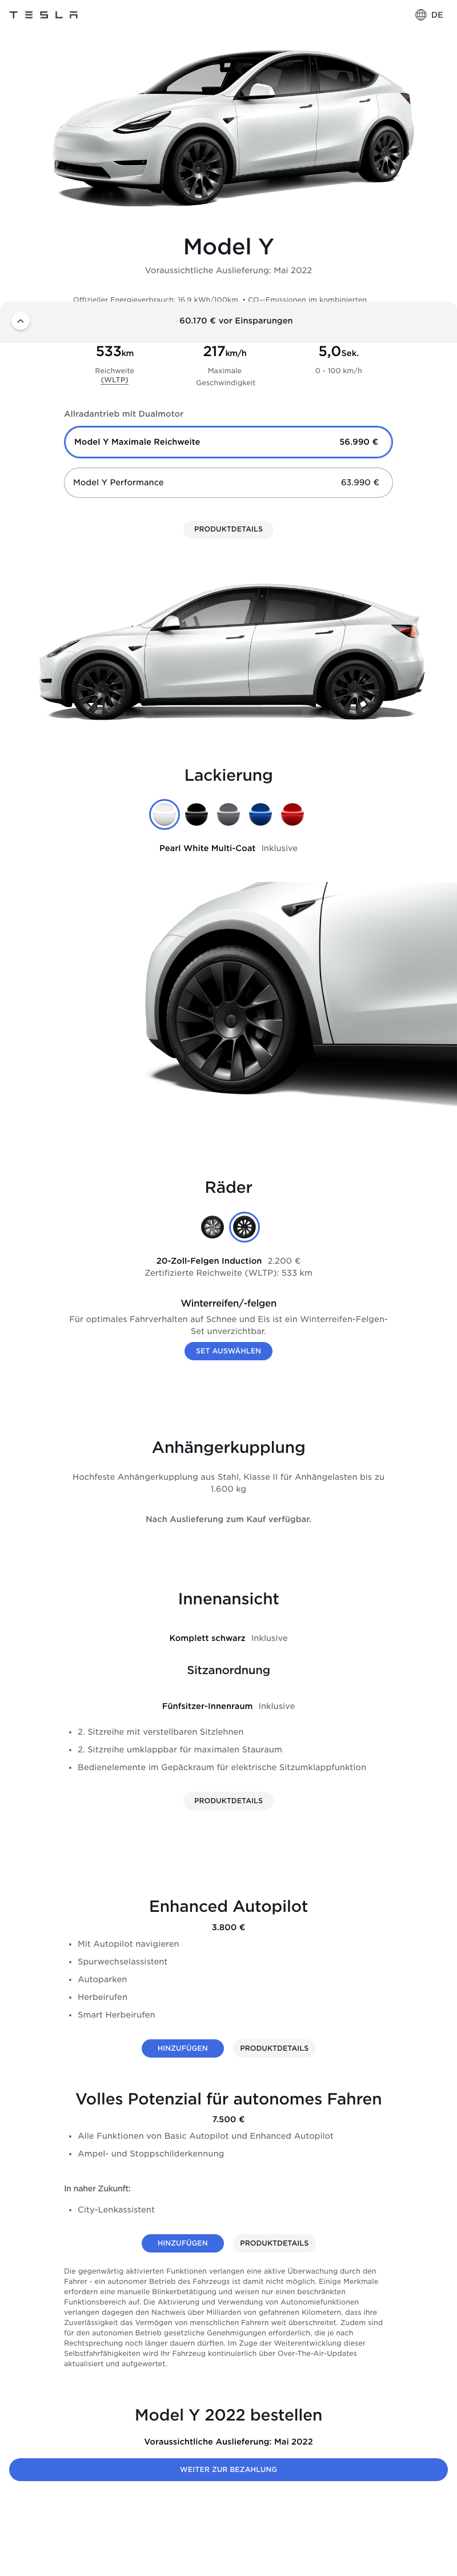 TESLA
DE
Model Y
Voraussichtliche Auslieferung: Mai 2022
Offizieller Energieverbrauch: 16,9 kWh/100km • CO₂-Emissionen im kombinierten
60.170 € vor Einsparungen
533km
217km/h
5,0Sek.
Reichweite
(WLTP)
Maximale
Geschwindigkeit
0 - 100 km/h
Allradantrieb mit Dualmotor
Model Y Maximale Reichweite 56.990 €
Model Y Performance 63.990 €
PRODUKTDETAILS
Lackierung
Pearl White Multi-Coat Inklusive
Räder
20-Zoll-Felgen Induction 2.200 €
Zertifizierte Reichweite (WLTP): 533 km
Winterreifen/-felgen
Für optimales Fahrverhalten auf Schnee und Eis ist ein Winterreifen-Felgen-
Set unverzichtbar.
SET AUSWÄHLEN
Anhängerkupplung
Hochfeste Anhängerkupplung aus Stahl, Klasse II für Anhängelasten bis zu
1.600 kg
Nach Auslieferung zum Kauf verfügbar.
Innenansicht
Komplett schwarz Inklusive
Sitzanordnung
Fünfsitzer-Innenraum Inklusive
• 2. Sitzreihe mit verstellbaren Sitzlehnen
• 2. Sitzreihe umklappbar für maximalen Stauraum
• Bedienelemente im Gepäckraum für elektrische Sitzumklappfunktion
PRODUKTDETAILS
Enhanced Autopilot
3.800 €
• Mit Autopilot navigieren
• Spurwechselassistent
• Autoparken
• Herbeirufen
• Smart Herbeirufen
HINZUFÜGEN PRODUKTDETAILS
Volles Potenzial für autonomes Fahren
7.500 €
• Alle Funktionen von Basic Autopilot und Enhanced Autopilot
• Ampel- und Stoppschilderkennung
In naher Zukunft:
• City-Lenkassistent
HINZUFÜGEN PRODUKTDETAILS
Die gegenwärtig aktivierten Funktionen verlangen eine aktive Überwachung durch den
Fahrer - ein autonomer Betrieb des Fahrzeugs ist damit nicht möglich. Einige Merkmale
erfordern eine manuelle Blinkerbetätigung und weisen nur einen beschränkten
Funktionsbereich auf. Die Aktivierung und Verwendung von Autonomiefunktionen
verlangen dagegen den Nachweis über Milliarden von gefahrenen Kilometern, dass ihre
Zuverlässigkeit das Vermögen von menschlichen Fahrern weit überschreitet. Zudem sind
für den autonomen Betrieb gesetzliche Genehmigungen erforderlich, die je nach
Rechtsprechung noch länger dauern dürften. Im Zuge der Weiterentwicklung dieser
Selbstfahrfähigkeiten wird Ihr Fahrzeug kontinuierlich über Over-The-Air-Updates
aktualisiert und aufgewertet.
Model Y 2022 bestellen
Voraussichtliche Auslieferung: Mai 2022
WEITER ZUR BEZAHLUNG